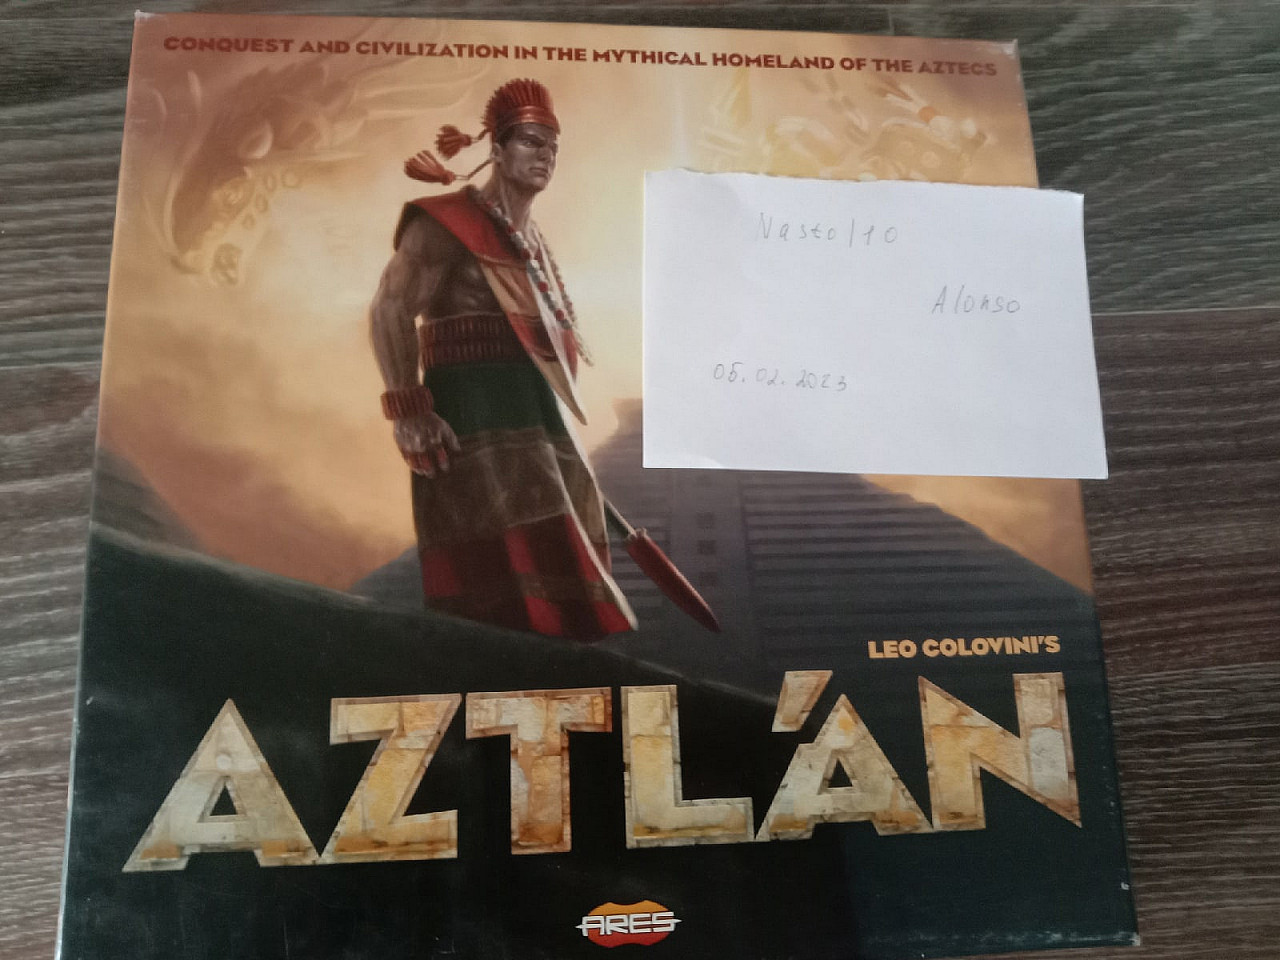 CONQUEST AND CIVILIZATION IN THE MYTHICAL HOMELAND OF THE AZTECS
Nasto/10
Alonso
05.02.2023
LEO COLOVINI'S
AZTLÁN
ARES